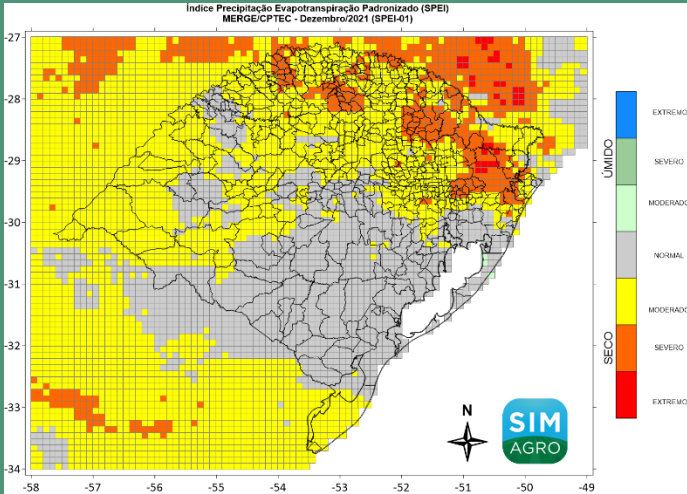 Índice Precipitação Evapotranspiração Padronizado (SPEI)
MERGE/CPTEC - Dezembro/2021 (SPEI-01)
-27
-28
-29
-30
-31
-32
-33
-34
-58
-57
-56
-55
-54
-53
-52
-51
-50
-49
N
SIM
AGRO
ÚMIDO
SECO
EXTREMO
SEVERO
MODERADO
NORMAL
MODERADO
SEVERO
EXTREMO